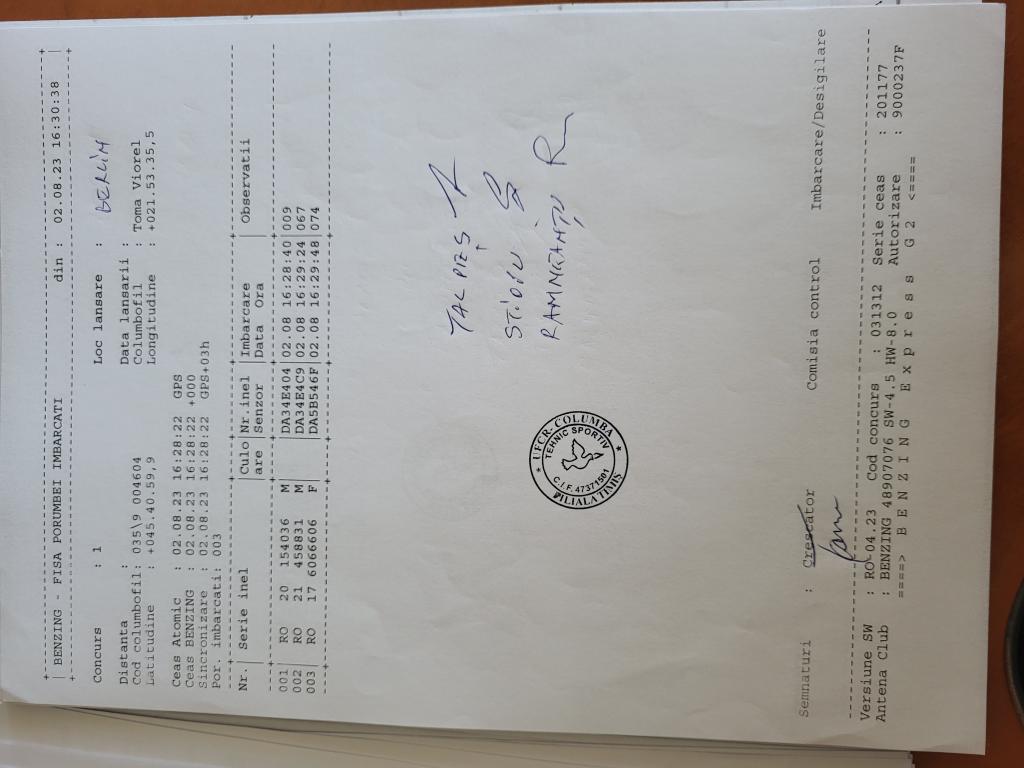 BENZING - FISA PORUMBEI IMBARCATI din : 02.08.23 16:30:38
Concurs : 1 Loc lansare : BERLIM
Distanta : Data lansarii :
Cod columbofil: 035\9 004604 Columbofil : Toma Viorel
Latitudine : +045.40.59,9 Longitudine : +021.53.35,5
Ceas Atomic : 02.08.23 16:28:22 GPS
Ceas BENZING : 02.08.23 16:28:22 +000
Sincronizare : 02.08.23 16:28:22 GPS+03h
Por. imbarcati: 003
Nr.| Serie inel |Culo|Nr.inel |Imbarcare | Observatii
| |are |Senzor |Data Ora |
001| RO 20 154036 M | |DA34E404|02.08 16:28:40|009
002| RO 21 458831 M | |DA34E4C9|02.08 16:29:24|067
003| RO 17 6066606 F| |DA5B546F|02.08 16:29:48|074
TALPEȘ
STOIN
RAMNEANȚU
UFCR-COLUMBA
TEHNIC SPORTIV
C.I.F. 47371501
FILIALA TIMIS
Semnaturi : Crescator Comisia control Imbarcare/Desigilare
Versiune SW : RO-04.23 Cod concurs : 031312 Serie ceas : 201177
Antena Club : BENZING 48907076 SW-4.5 HW-8.0 Autorizare : 9000237F
====> B E N Z I N G E x p r e s s G 2 <====